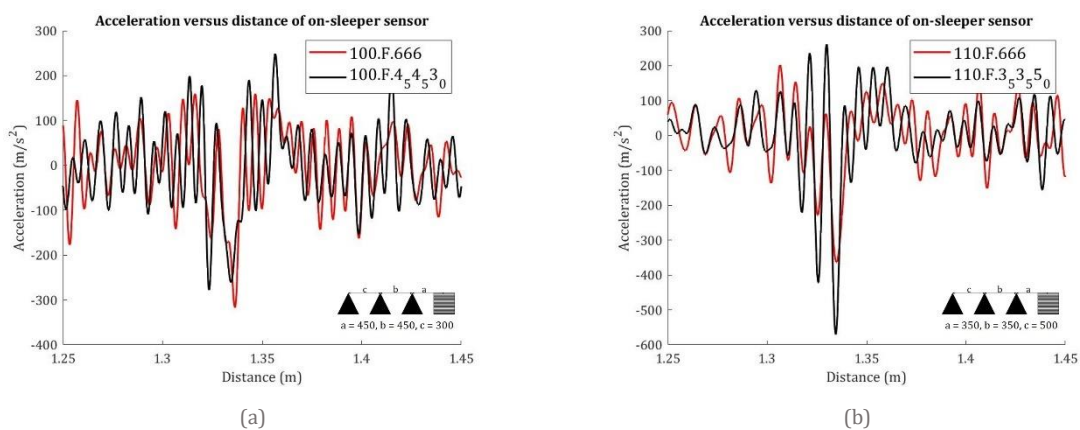 Acceleration versus distance of on-sleeper sensor
300
200
100
0
-100
-200
-300
-400
Acceleration (m/s²)
100.F.666
100.F.4₅4₅3₀
c b a
a = 450, b = 450, c = 300
1.25 1.3 1.35 1.4 1.45
Distance (m)
(a)
Acceleration versus distance of on-sleeper sensor
300
200
100
0
-100
-200
-300
-400
-500
-600
Acceleration (m/s²)
110.F.666
110.F.3₅3₅5₀
c b a
a = 350, b = 350, c = 500
1.25 1.3 1.35 1.4 1.45
Distance (m)
(b)